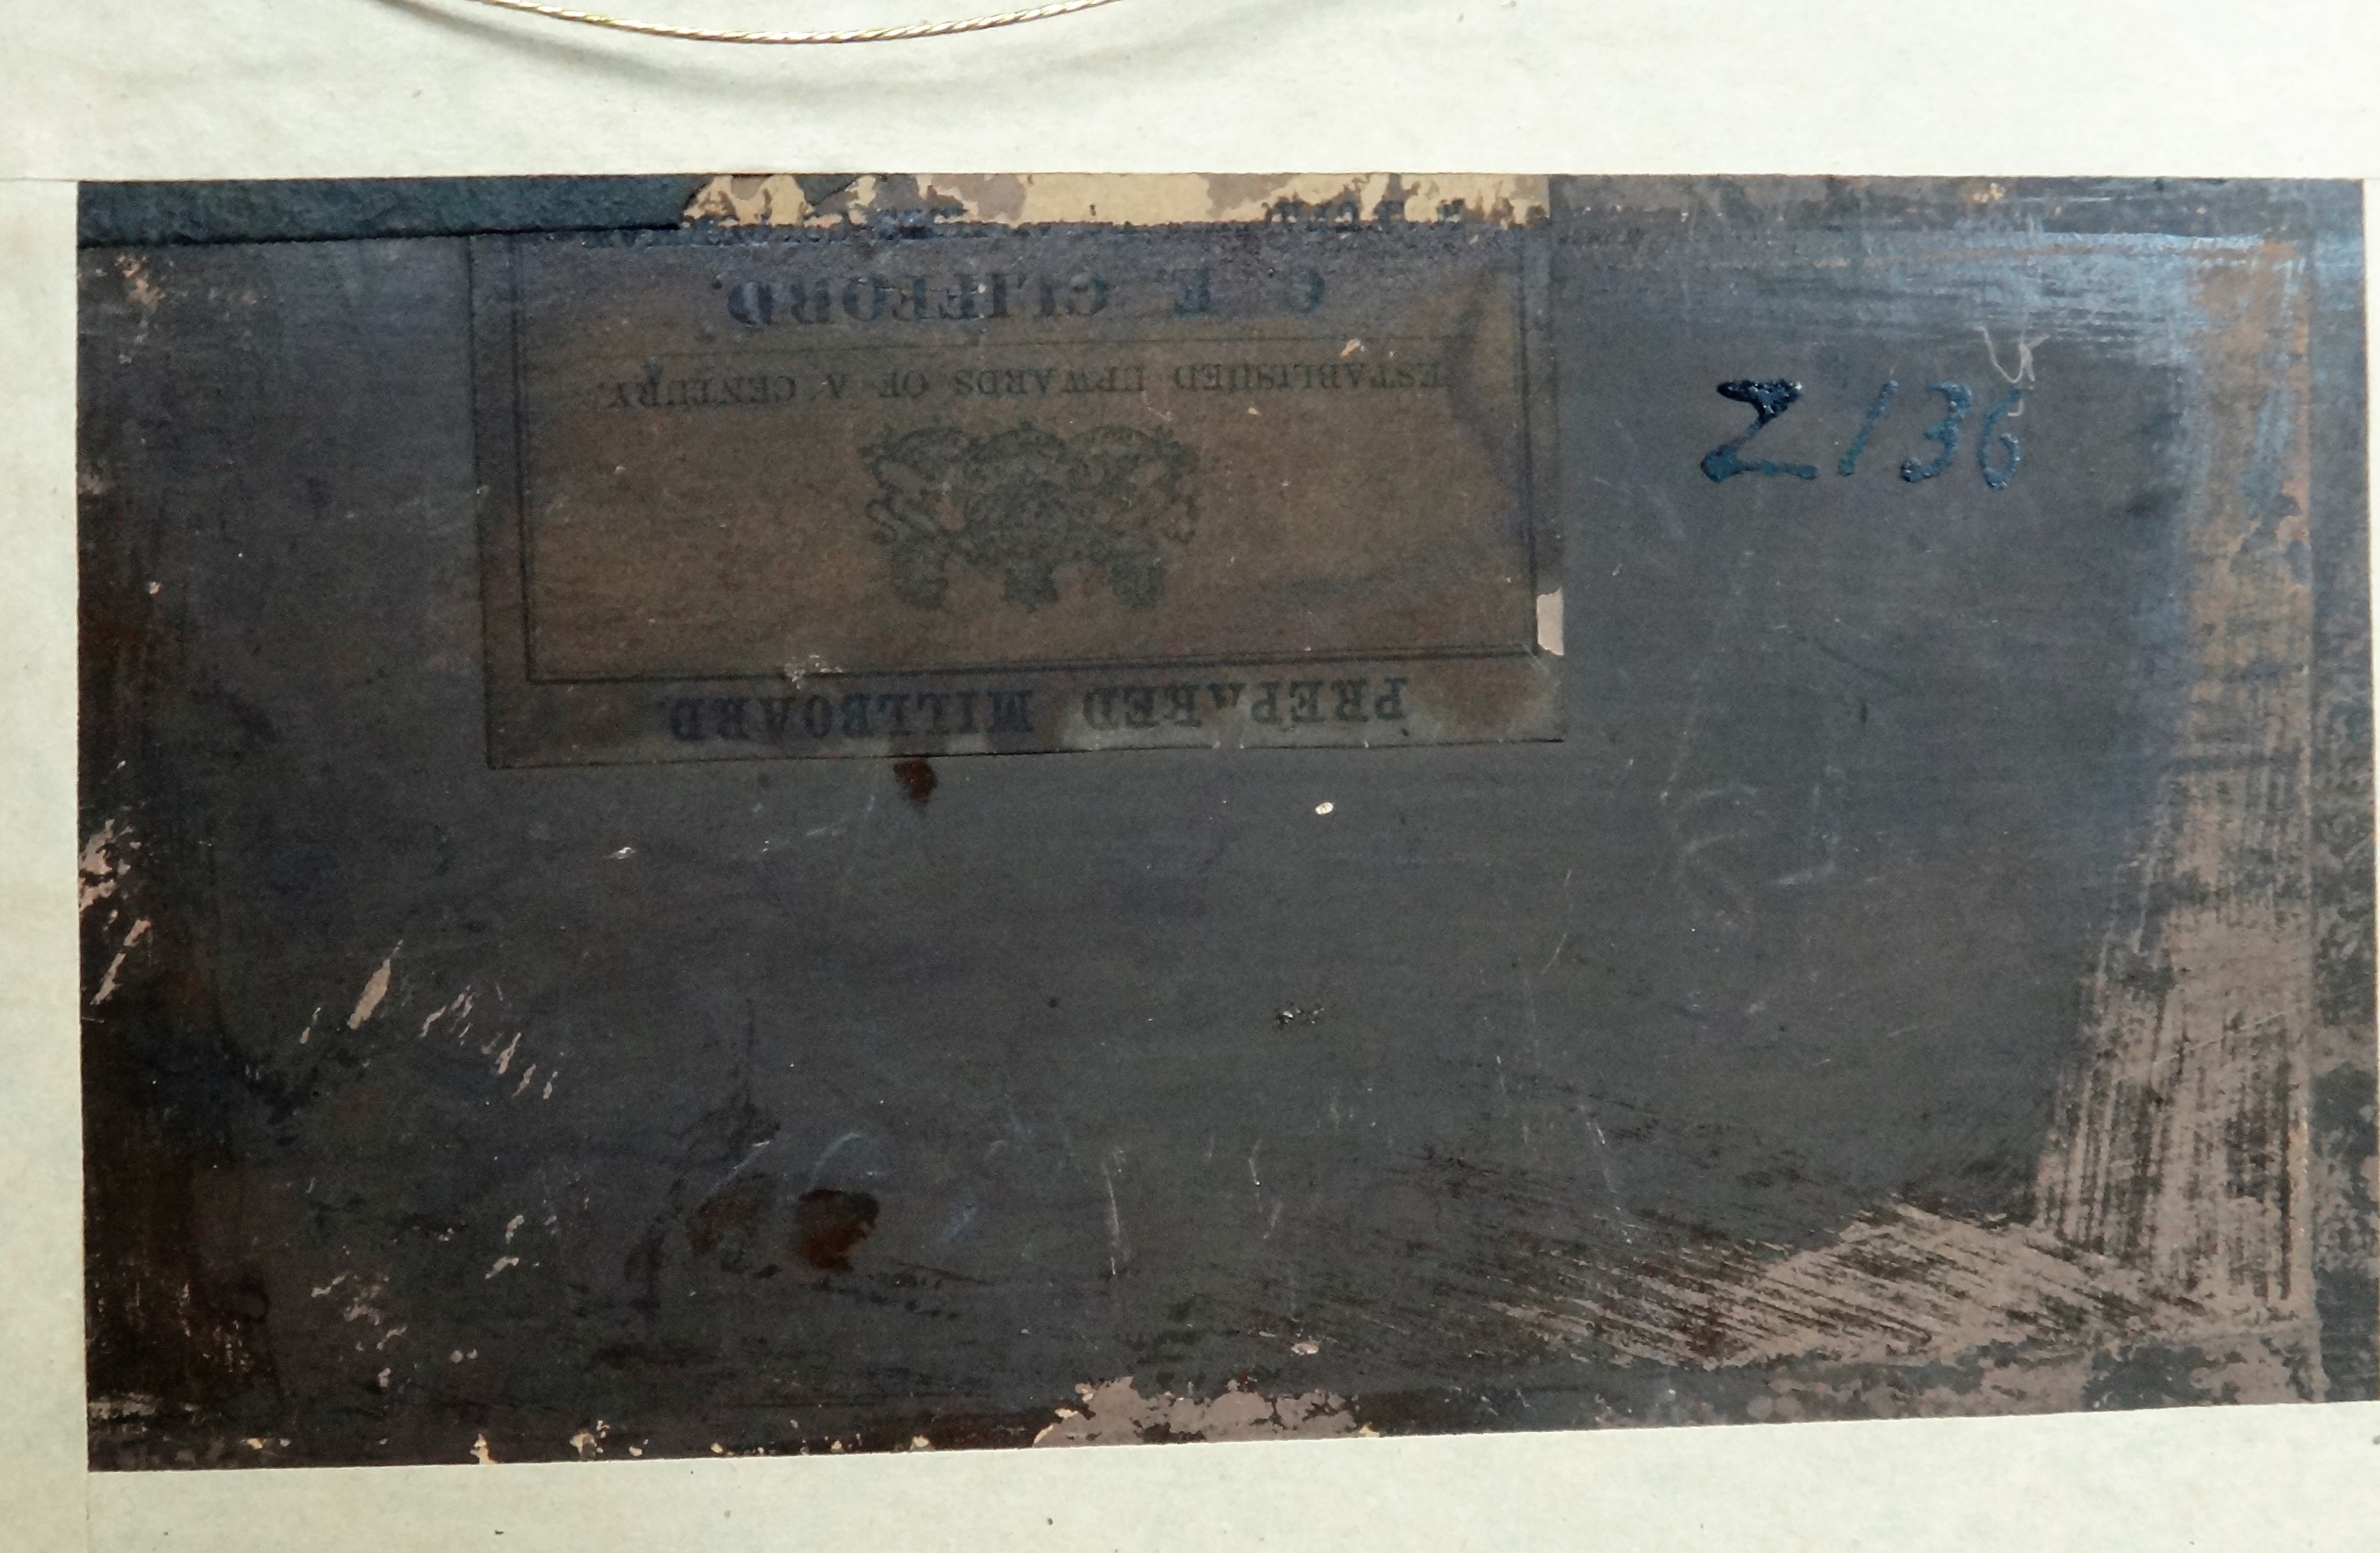 PREPARED MILLBOARD.
ESTABLISHED UPWARDS OF A CENTURY.
C. E. CLIFFORD.
Z136